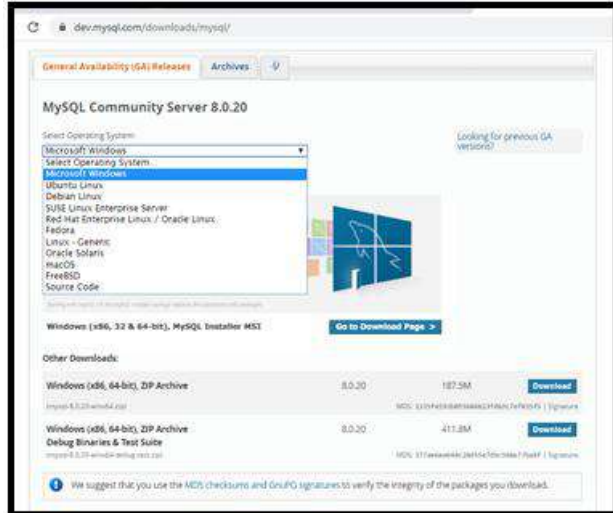 dev.mysql.com/downloads/mysql/
General Availability (GA) Releases
Archives
MySQL Community Server 8.0.20
Select Operating System:
Looking for previous GA
versions?
Microsoft Windows
Select Operating System...
Microsoft Windows
Ubuntu Linux
Debian Linux
SUSE Linux Enterprise Server
Red Hat Enterprise Linux / Oracle Linux
Fedora
Linux - Generic
Oracle Solaris
macOS
FreeBSD
Source Code
Windows (x86, 32 & 64-bit), MySQL Installer MSI
Go to Download Page >
Other Downloads:
Windows (x86, 64-bit), ZIP Archive 8.0.20 187.5M Download
MD5: | Signature
Windows (x86, 64-bit), ZIP Archive 8.0.20 411.8M Download
Debug Binaries & Test Suite
MD5: | Signature
We suggest that you use the MD5 checksums and GnuPG signatures to verify the integrity of the packages you download.